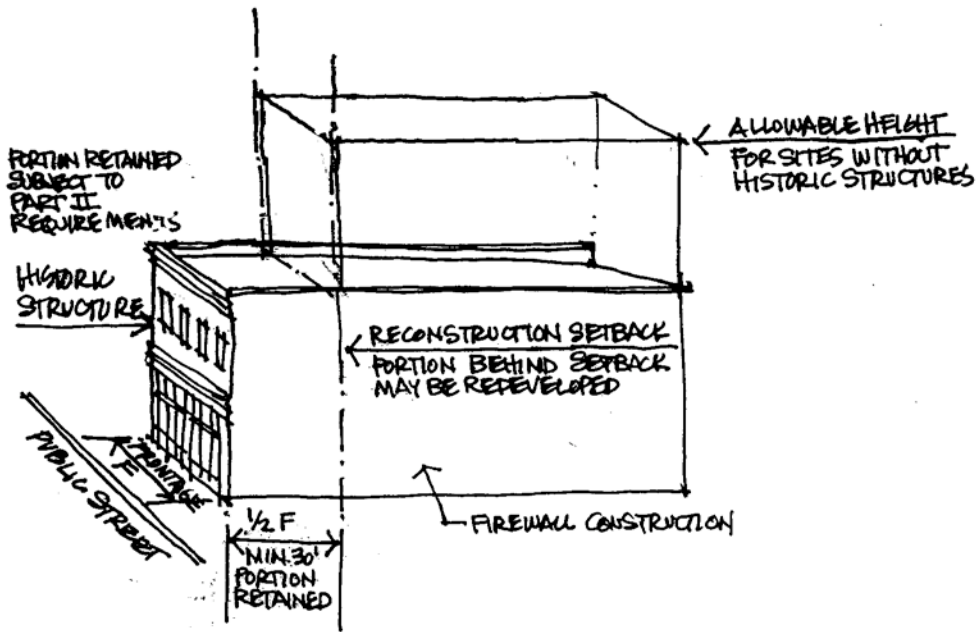 ALLOWABLE HEIGHT
FOR SITES WITHOUT
HISTORIC STRUCTURES
PORTION RETAINED
SUBJECT TO
PART II
REQUIREMENTS
HISTORIC
STRUCTURE
RECONSTRUCTION SETBACK
PORTION BEHIND SETBACK
MAY BE REDEVELOPED
FRONTAGE
F
PUBLIC STREET
1/2 F
MIN. 30'
PORTION
RETAINED
FIREWALL CONSTRUCTION